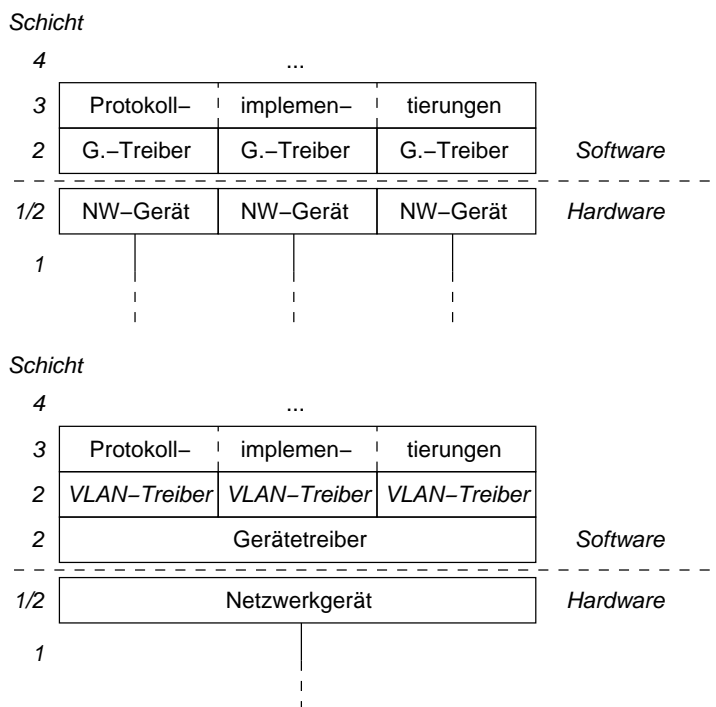 Schicht
4 ...
3 Protokoll− implemen− tierungen
2 G.−Treiber G.−Treiber G.−Treiber Software
1/2 NW−Gerät NW−Gerät NW−Gerät Hardware
1
Schicht
4 ...
3 Protokoll− implemen− tierungen
2 VLAN−Treiber VLAN−Treiber VLAN−Treiber
2 Gerätetreiber Software
1/2 Netzwerkgerät Hardware
1